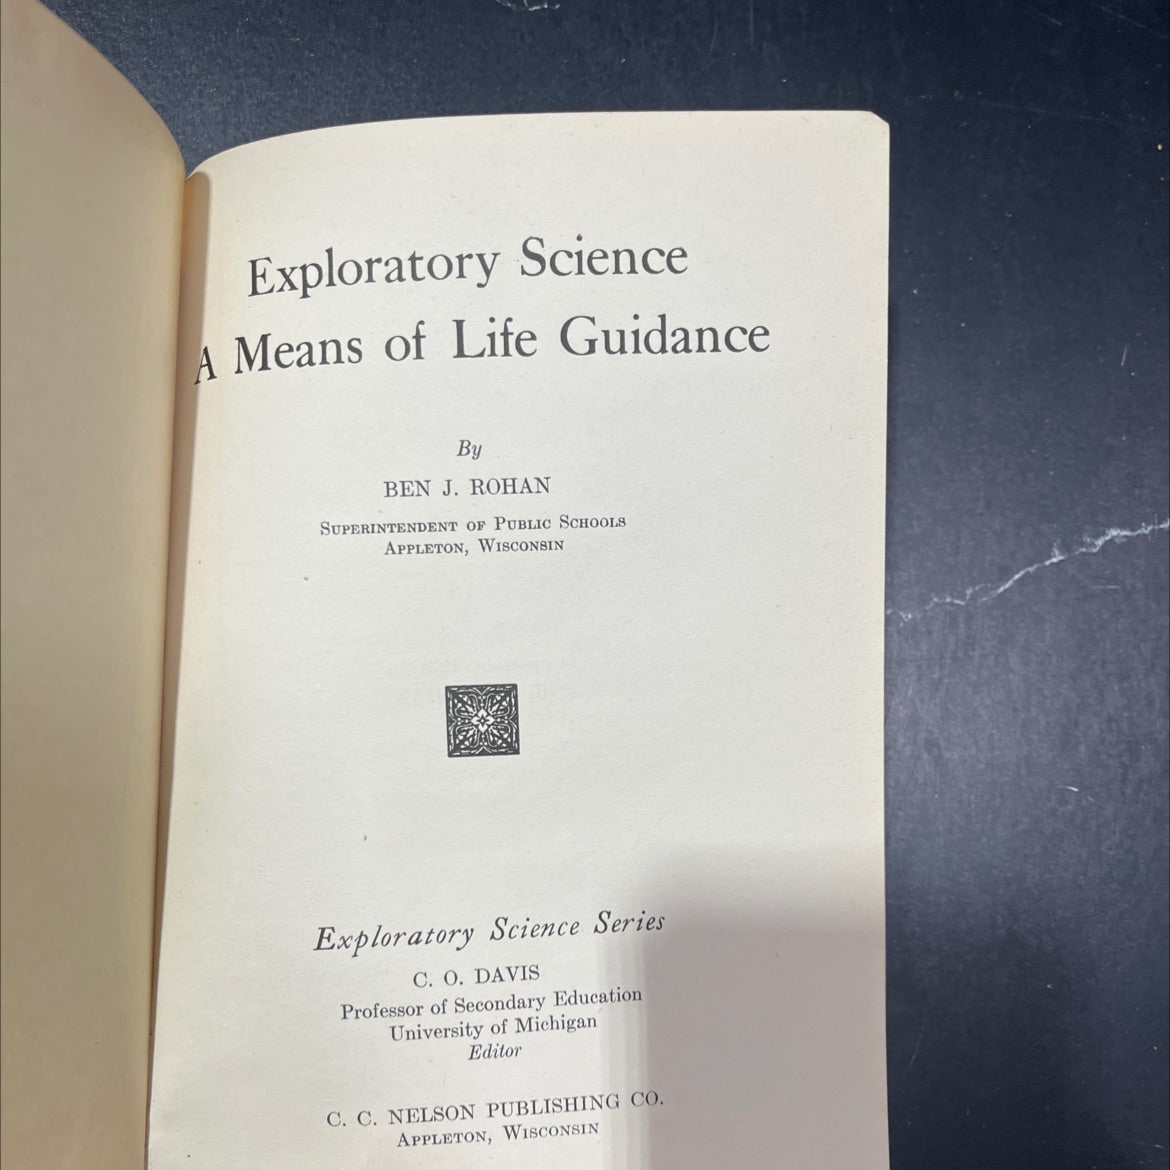 Exploratory Science
A Means of Life Guidance
By
BEN J. ROHAN
SUPERINTENDENT OF PUBLIC SCHOOLS
APPLETON, WISCONSIN
Exploratory Science Series
C. O. DAVIS
Professor of Secondary Education
University of Michigan
Editor
C. C. NELSON PUBLISHING CO.
APPLETON, WISCONSIN